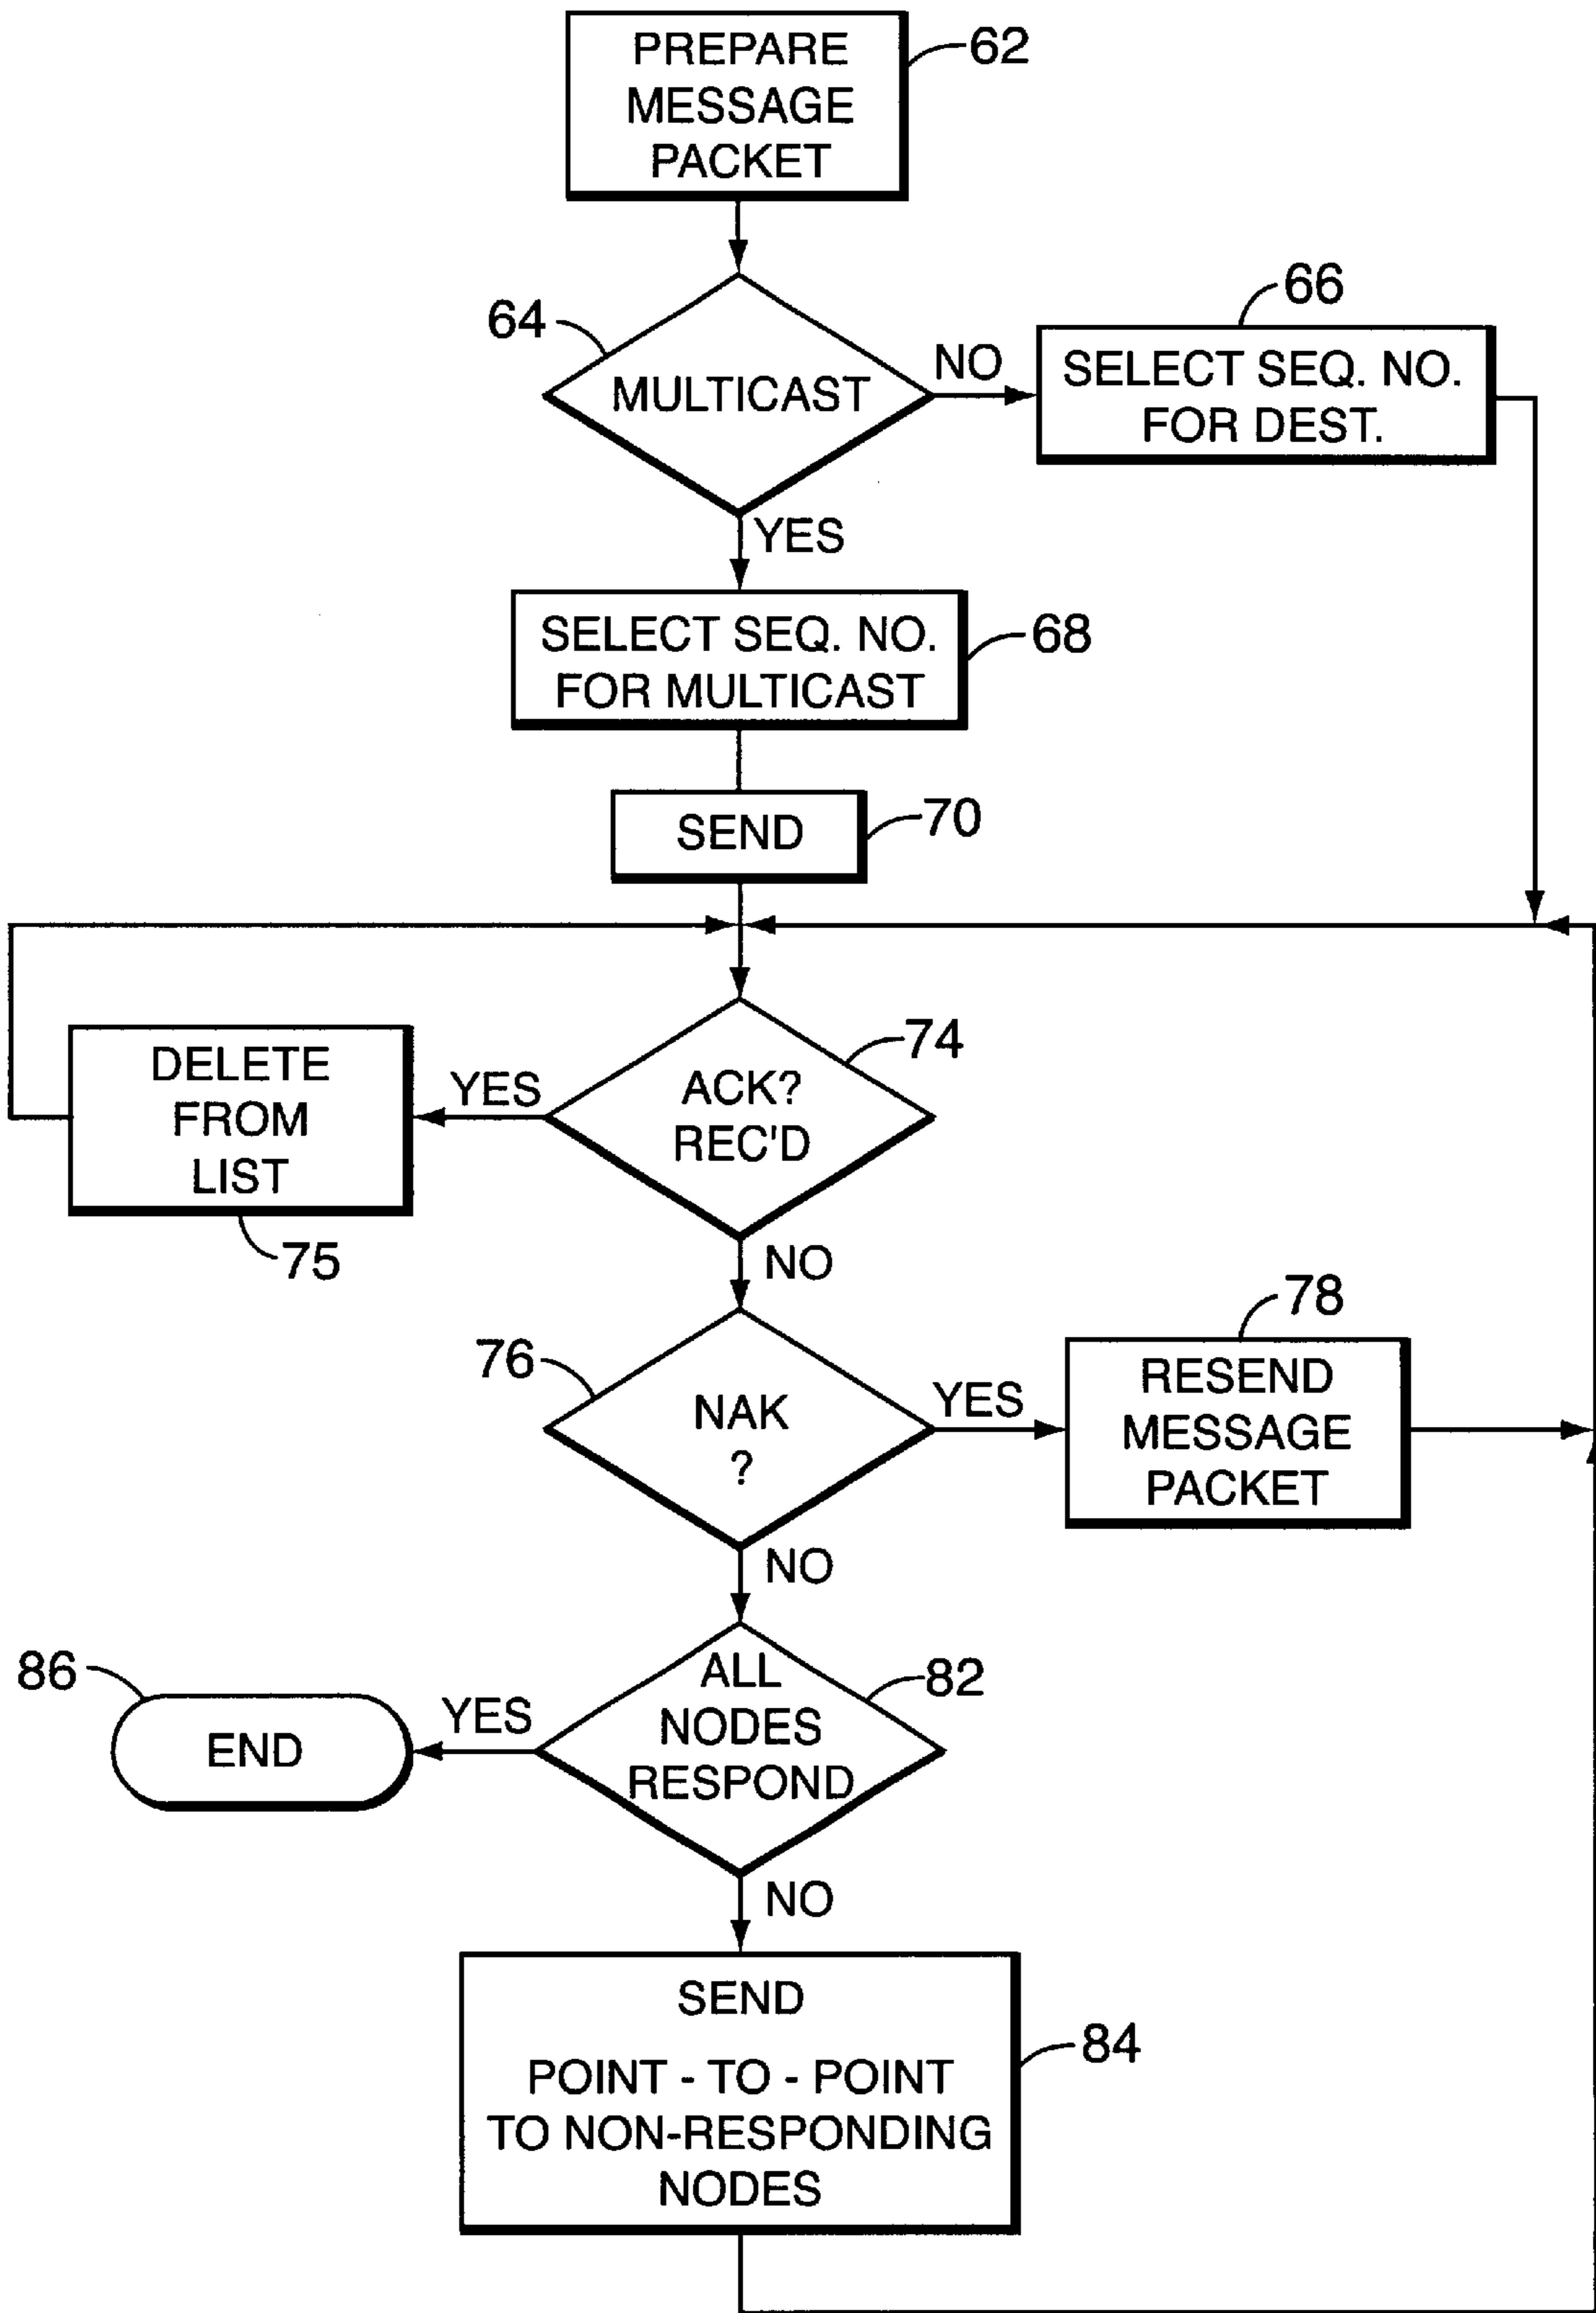 PREPARE
MESSAGE
PACKET
62
64
MULTICAST
NO
66
SELECT SEQ. NO.
FOR DEST.
YES
SELECT SEQ. NO.
FOR MULTICAST
68
SEND
70
DELETE
FROM
LIST
75
YES
ACK?
REC'D
74
NO
76
NAK
?
YES
78
RESEND
MESSAGE
PACKET
NO
86
END
YES
ALL
NODES
RESPOND
82
NO
SEND
POINT - TO - POINT
TO NON-RESPONDING
NODES
84